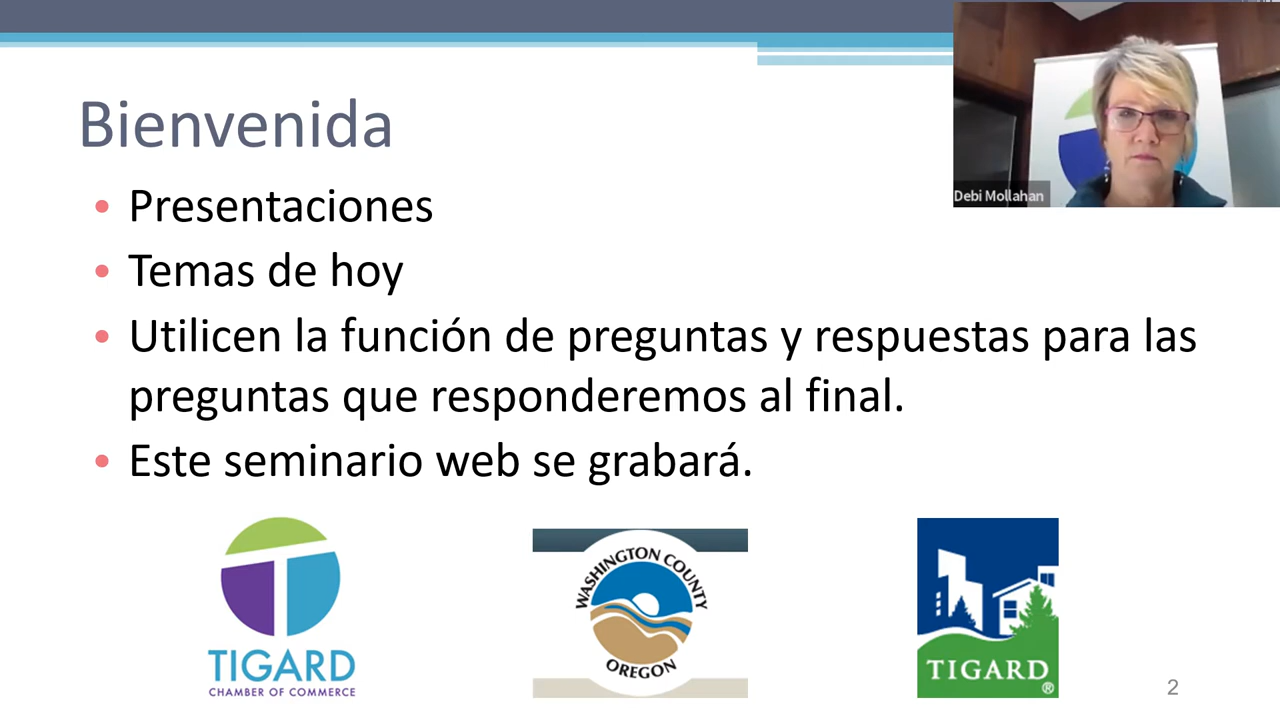 Bienvenida
Debi Mollahan
• Presentaciones
• Temas de hoy
• Utilicen la función de preguntas y respuestas para las
preguntas que responderemos al final.
• Este seminario web se grabará.
TIGARD
CHAMBER OF COMMERCE
WASHINGTON COUNTY
OREGON
TIGARD®
2